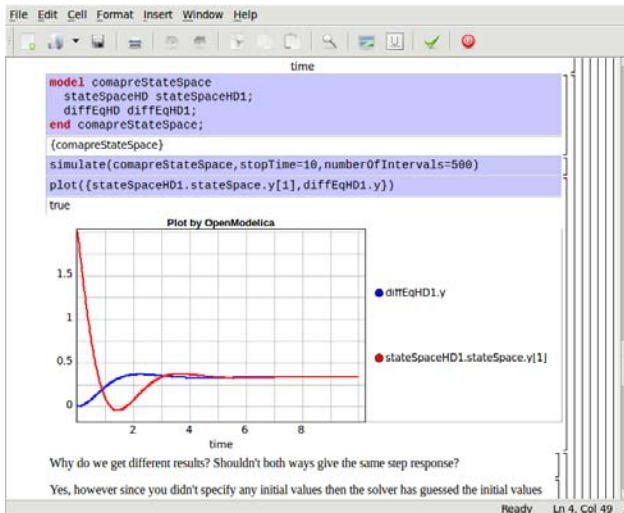 File Edit Cell Format Insert Window Help
time
model comapreStateSpace
stateSpaceHD stateSpaceHD1;
diffEqHD diffEqHD1;
end comapreStateSpace;
{comapreStateSpace}
simulate(comapreStateSpace,stopTime=10,numberOfIntervals=500)
plot({stateSpaceHD1.stateSpace.y[1],diffEqHD1.y})
true
Plot by OpenModelica
1.5
1
0.5
0
2 4 6 8
time
diffEqHD1.y
stateSpaceHD1.stateSpace.y[1]
Why do we get different results? Shouldn't both ways give the same step response?
Yes, however since you didn't specify any initial values then the solver has guessed the initial values
Ready Ln 4, Col 49